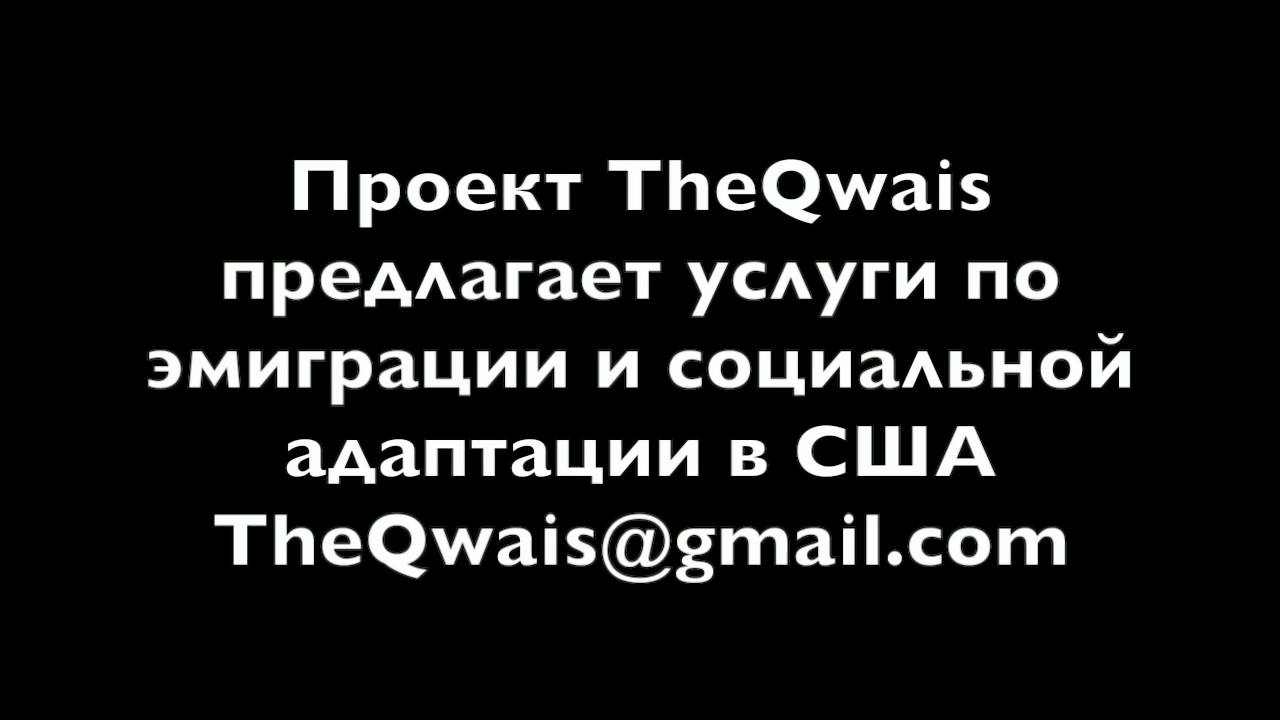 Проект TheQwais
предлагает услуги по
эмиграции и социальной
адаптации в США
TheQwais@gmail.com